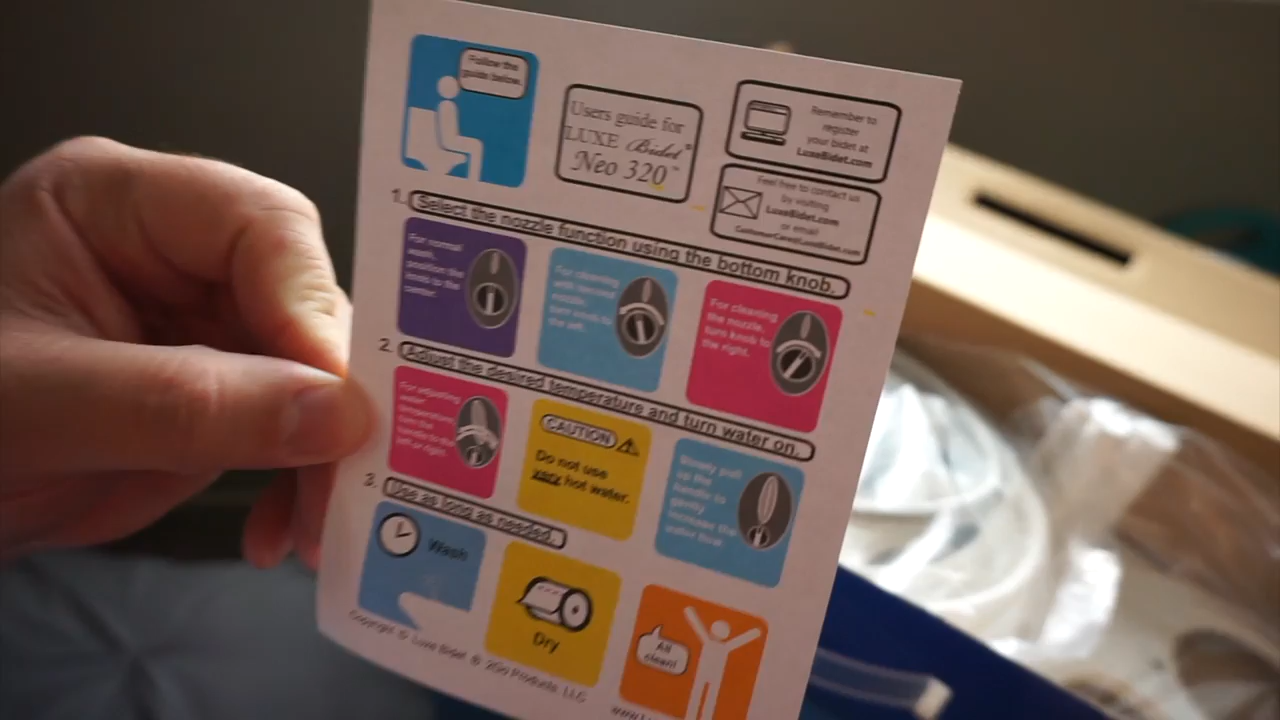 Follow the
guide below.
Users guide for
LUXE Bidet®
Neo 320™
Remember to
register
your bidet at
LuxeBidet.com
Feel free to contact us
by visiting
LuxeBidet.com
or email
CustomerCare@LuxeBidet.com
1. Select the nozzle function using the bottom knob.
For normal
wash,
position the
knob to the
center.
For cleaning
with second
nozzle,
turn knob to
the left.
For cleaning
the nozzle,
turn knob to
the right.
2. Adjust the desired temperature and turn water on.
For adjusting
water
temperature,
turn the
handle to the
left or right.
CAUTION
Do not use
very hot water.
Slowly pull
up the
handle to
gently
increase the
water flow.
3. Use as long as needed.
Wash
Dry
All
clean!
Copyright © Luxe Bidet ® 2Go Products, LLC